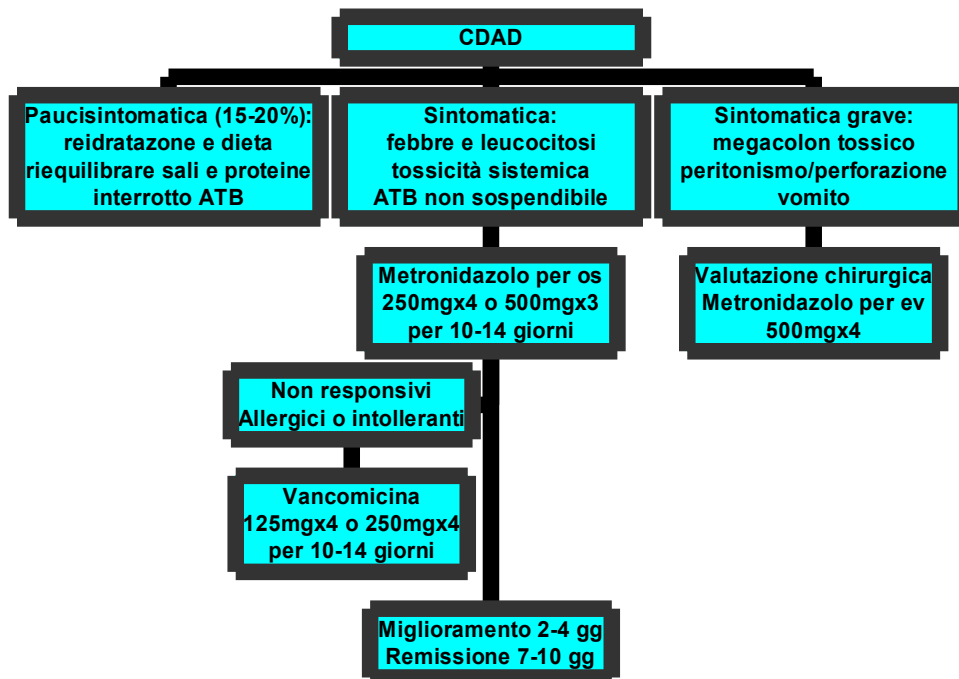 CDAD
Paucisintomatica (15-20%):
reidratazone e dieta
riequilibrare sali e proteine
interrotto ATB
Sintomatica:
febbre e leucocitosi
tossicità sistemica
ATB non sospendibile
Sintomatica grave:
megacolon tossico
peritonismo/perforazione
vomito
Metronidazolo per os
250mgx4 o 500mgx3
per 10-14 giorni
Valutazione chirurgica
Metronidazolo per ev
500mgx4
Non responsivi
Allergici o intolleranti
Vancomicina
125mgx4 o 250mgx4
per 10-14 giorni
Miglioramento 2-4 gg
Remissione 7-10 gg